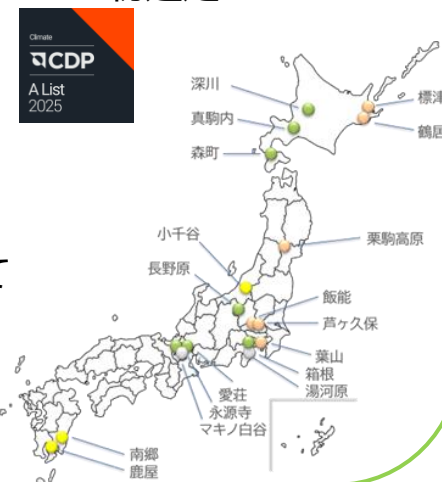 Climate
CDP
A List
2025
深川
真駒内
森町
標津
鶴居
栗駒高原
小千谷
長野原
飯能
芦ヶ久保
葉山
箱根
湯河原
愛荘
永源寺
マキノ白谷
南郷
鹿屋
て